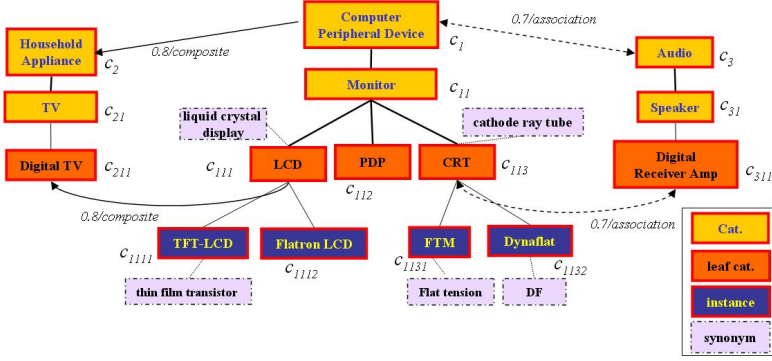 Computer
Peripheral Device
c1
0.7/association
Household
Appliance
c2
0.8/composite
Audio
c3
Monitor
c11
TV
c21
Speaker
c31
liquid crystal
display
cathode ray tube
Digital TV
c211
c111
LCD
PDP
c112
CRT
c113
Digital
Receiver Amp
c311
0.8/composite
0.7/association
TFT-LCD
c1111
Flatron LCD
c1112
FTM
c1131
Dynaflat
c1132
thin film transistor
Flat tension
DF
Cat.
leaf cat.
instance
synonym